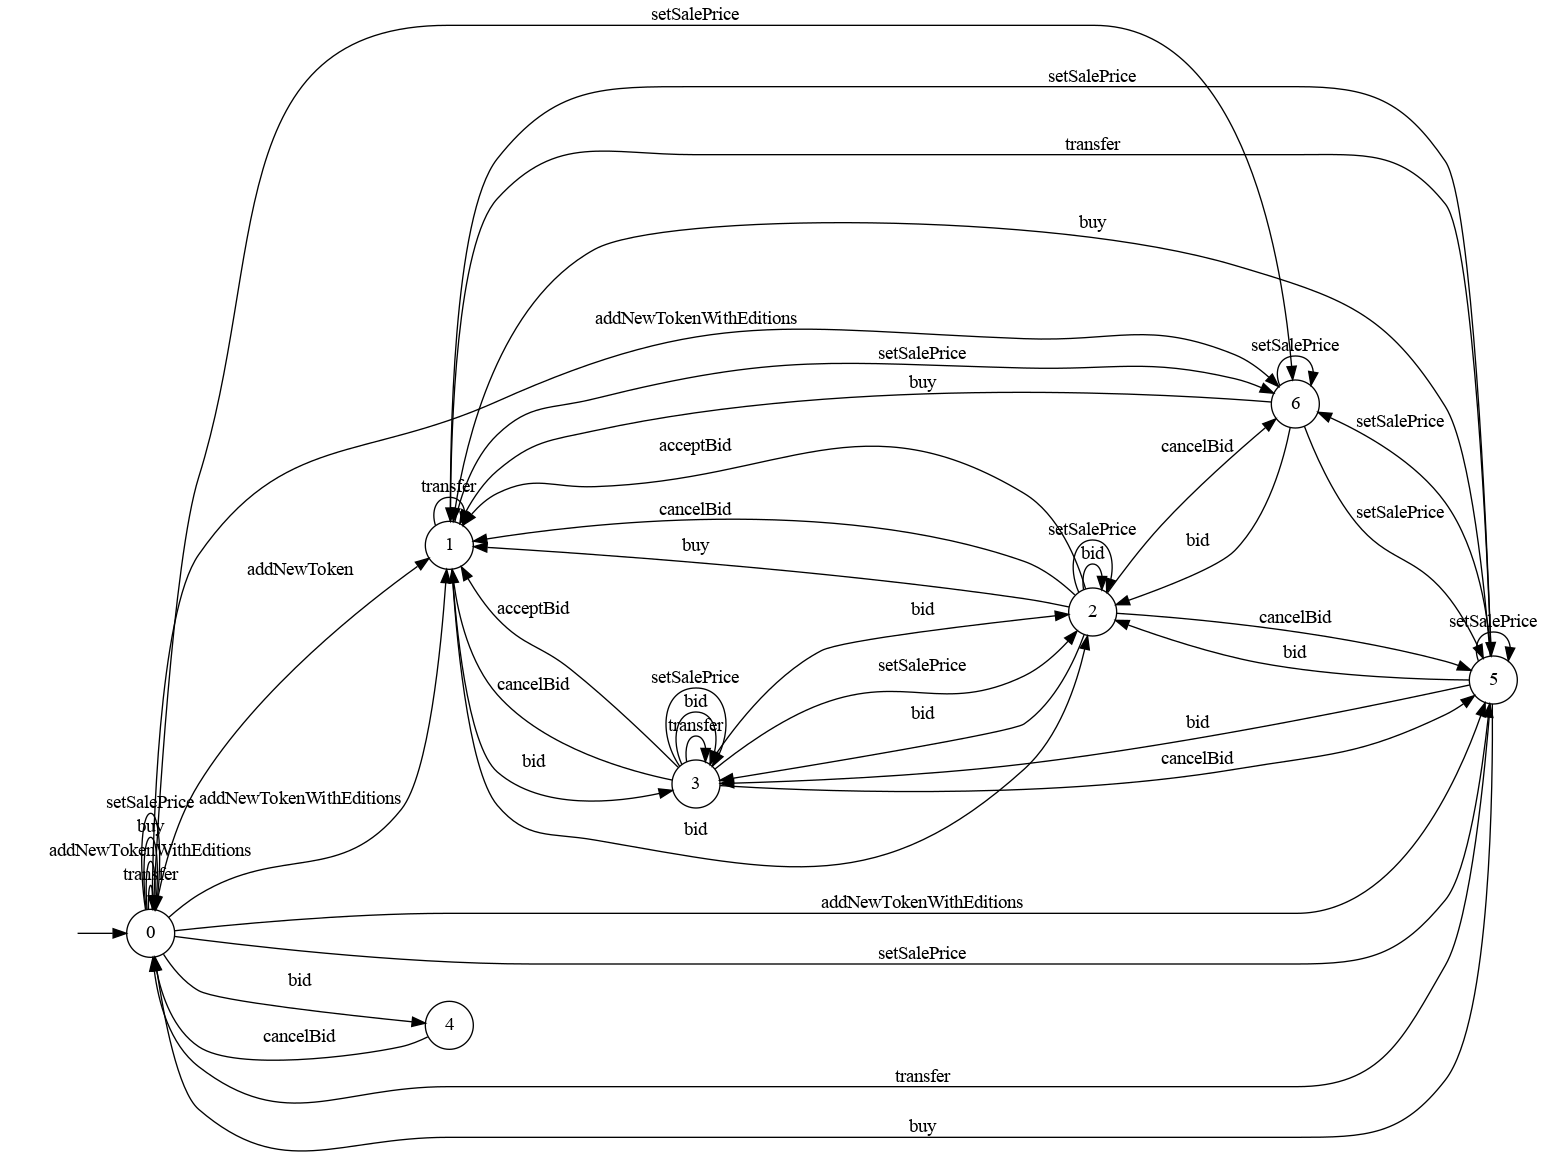 setSalePrice
setSalePrice
transfer
buy
addNewTokenWithEditions
setSalePrice
setSalePrice
buy
6
setSalePrice
acceptBid
cancelBid
transfer
cancelBid
setSalePrice
setSalePrice
bid
buy
1
bid
addNewToken
acceptBid
bid
2
cancelBid
setSalePrice
bid
setSalePrice
cancelBid
setSalePrice
5
bid
transfer
bid
bid
bid
cancelBid
3
setSalePrice
addNewTokenWithEditions
buy
bid
addNewTokenWithEditions
transfer
addNewTokenWithEditions
0
setSalePrice
bid
4
cancelBid
transfer
buy